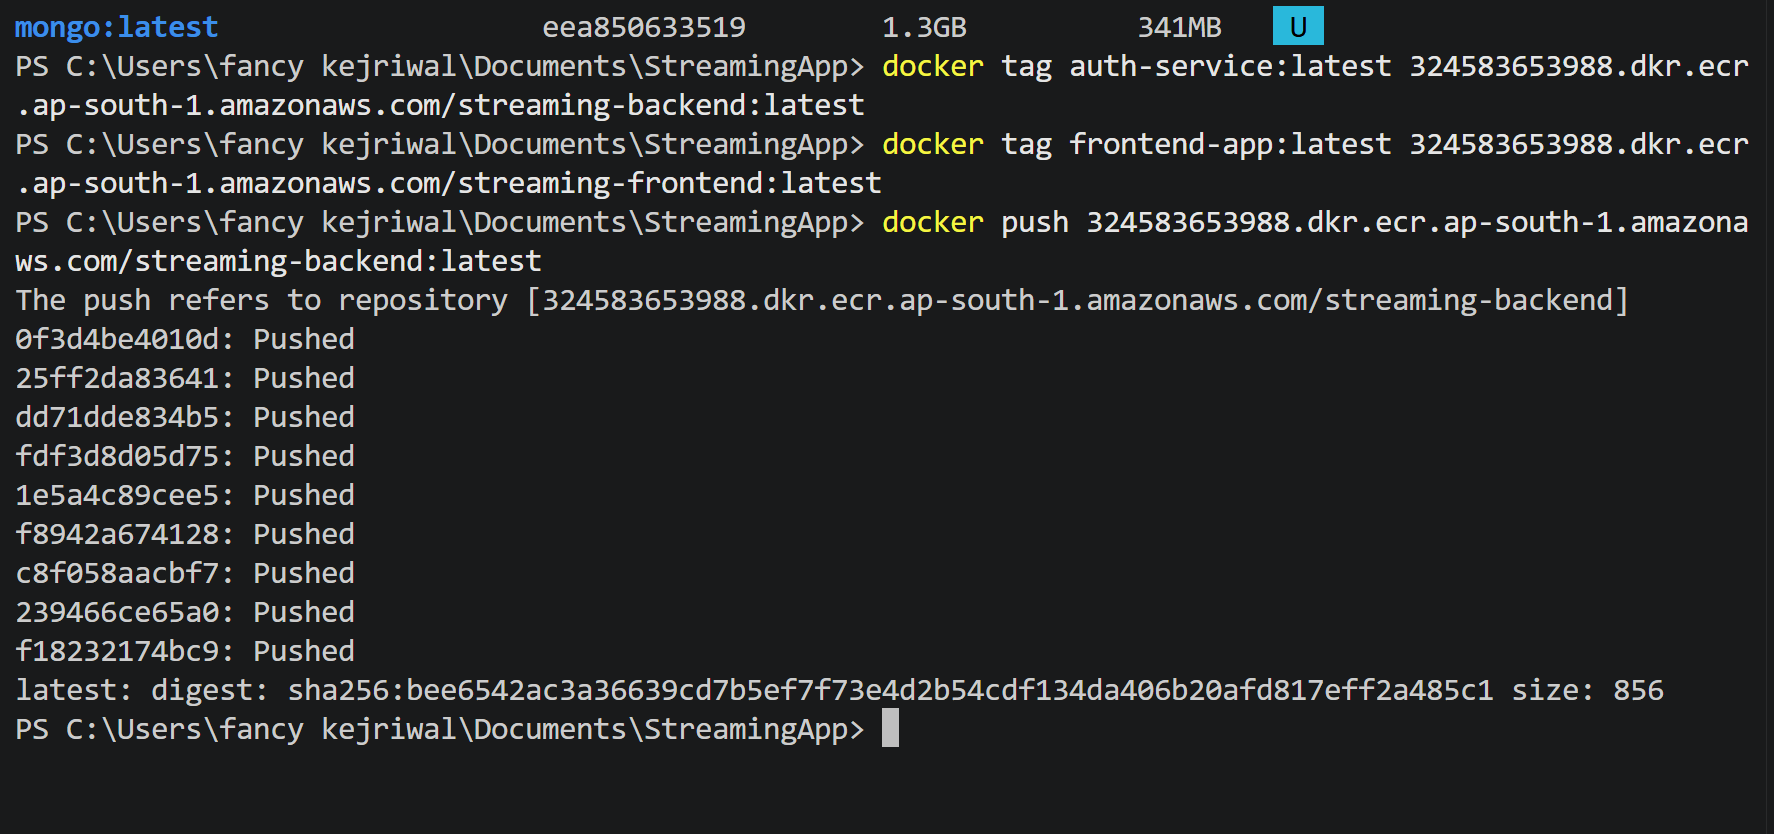 mongo:latest eea850633519 1.3GB 341MB U
PS C:\Users\fancy kejriwal\Documents\StreamingApp> docker tag auth-service:latest 324583653988.dkr.ecr
.ap-south-1.amazonaws.com/streaming-backend:latest
PS C:\Users\fancy kejriwal\Documents\StreamingApp> docker tag frontend-app:latest 324583653988.dkr.ecr
.ap-south-1.amazonaws.com/streaming-frontend:latest
PS C:\Users\fancy kejriwal\Documents\StreamingApp> docker push 324583653988.dkr.ecr.ap-south-1.amazona
ws.com/streaming-backend:latest
The push refers to repository [324583653988.dkr.ecr.ap-south-1.amazonaws.com/streaming-backend]
0f3d4be4010d: Pushed
25ff2da83641: Pushed
dd71dde834b5: Pushed
fdf3d8d05d75: Pushed
1e5a4c89cee5: Pushed
f8942a674128: Pushed
c8f058aacbf7: Pushed
239466ce65a0: Pushed
f18232174bc9: Pushed
latest: digest: sha256:bee6542ac3a36639cd7b5ef7f73e4d2b54cdf134da406b20afd817eff2a485c1 size: 856
PS C:\Users\fancy kejriwal\Documents\StreamingApp>